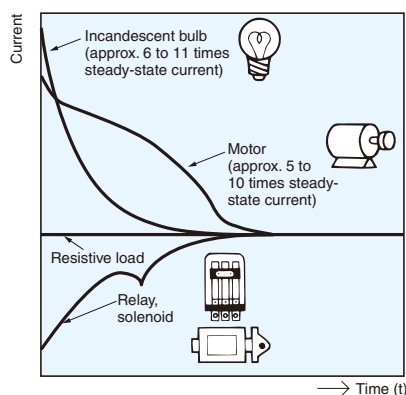 Current
Incandescent bulb
(approx. 6 to 11 times
steady-state current)
Motor
(approx. 5 to
10 times steady-
state current)
Resistive load
Relay,
solenoid
Time (t)